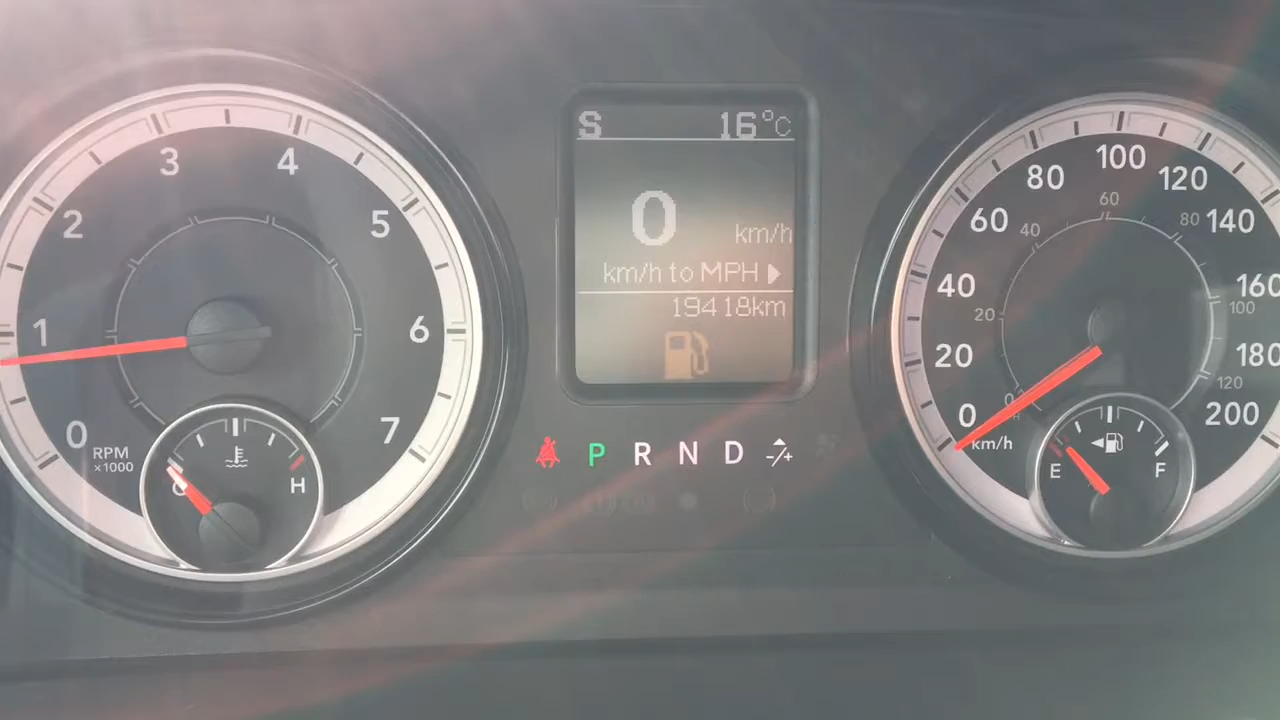 S 16°C
0 km/h
km/h to MPH
19418km
P R N D -/+
0 1 2 3 4 5 6 7
RPM
×1000
C H
0 20 40 60 80 100 120 140 160 180 200
20 40 60 80 100 120
km/h
E F